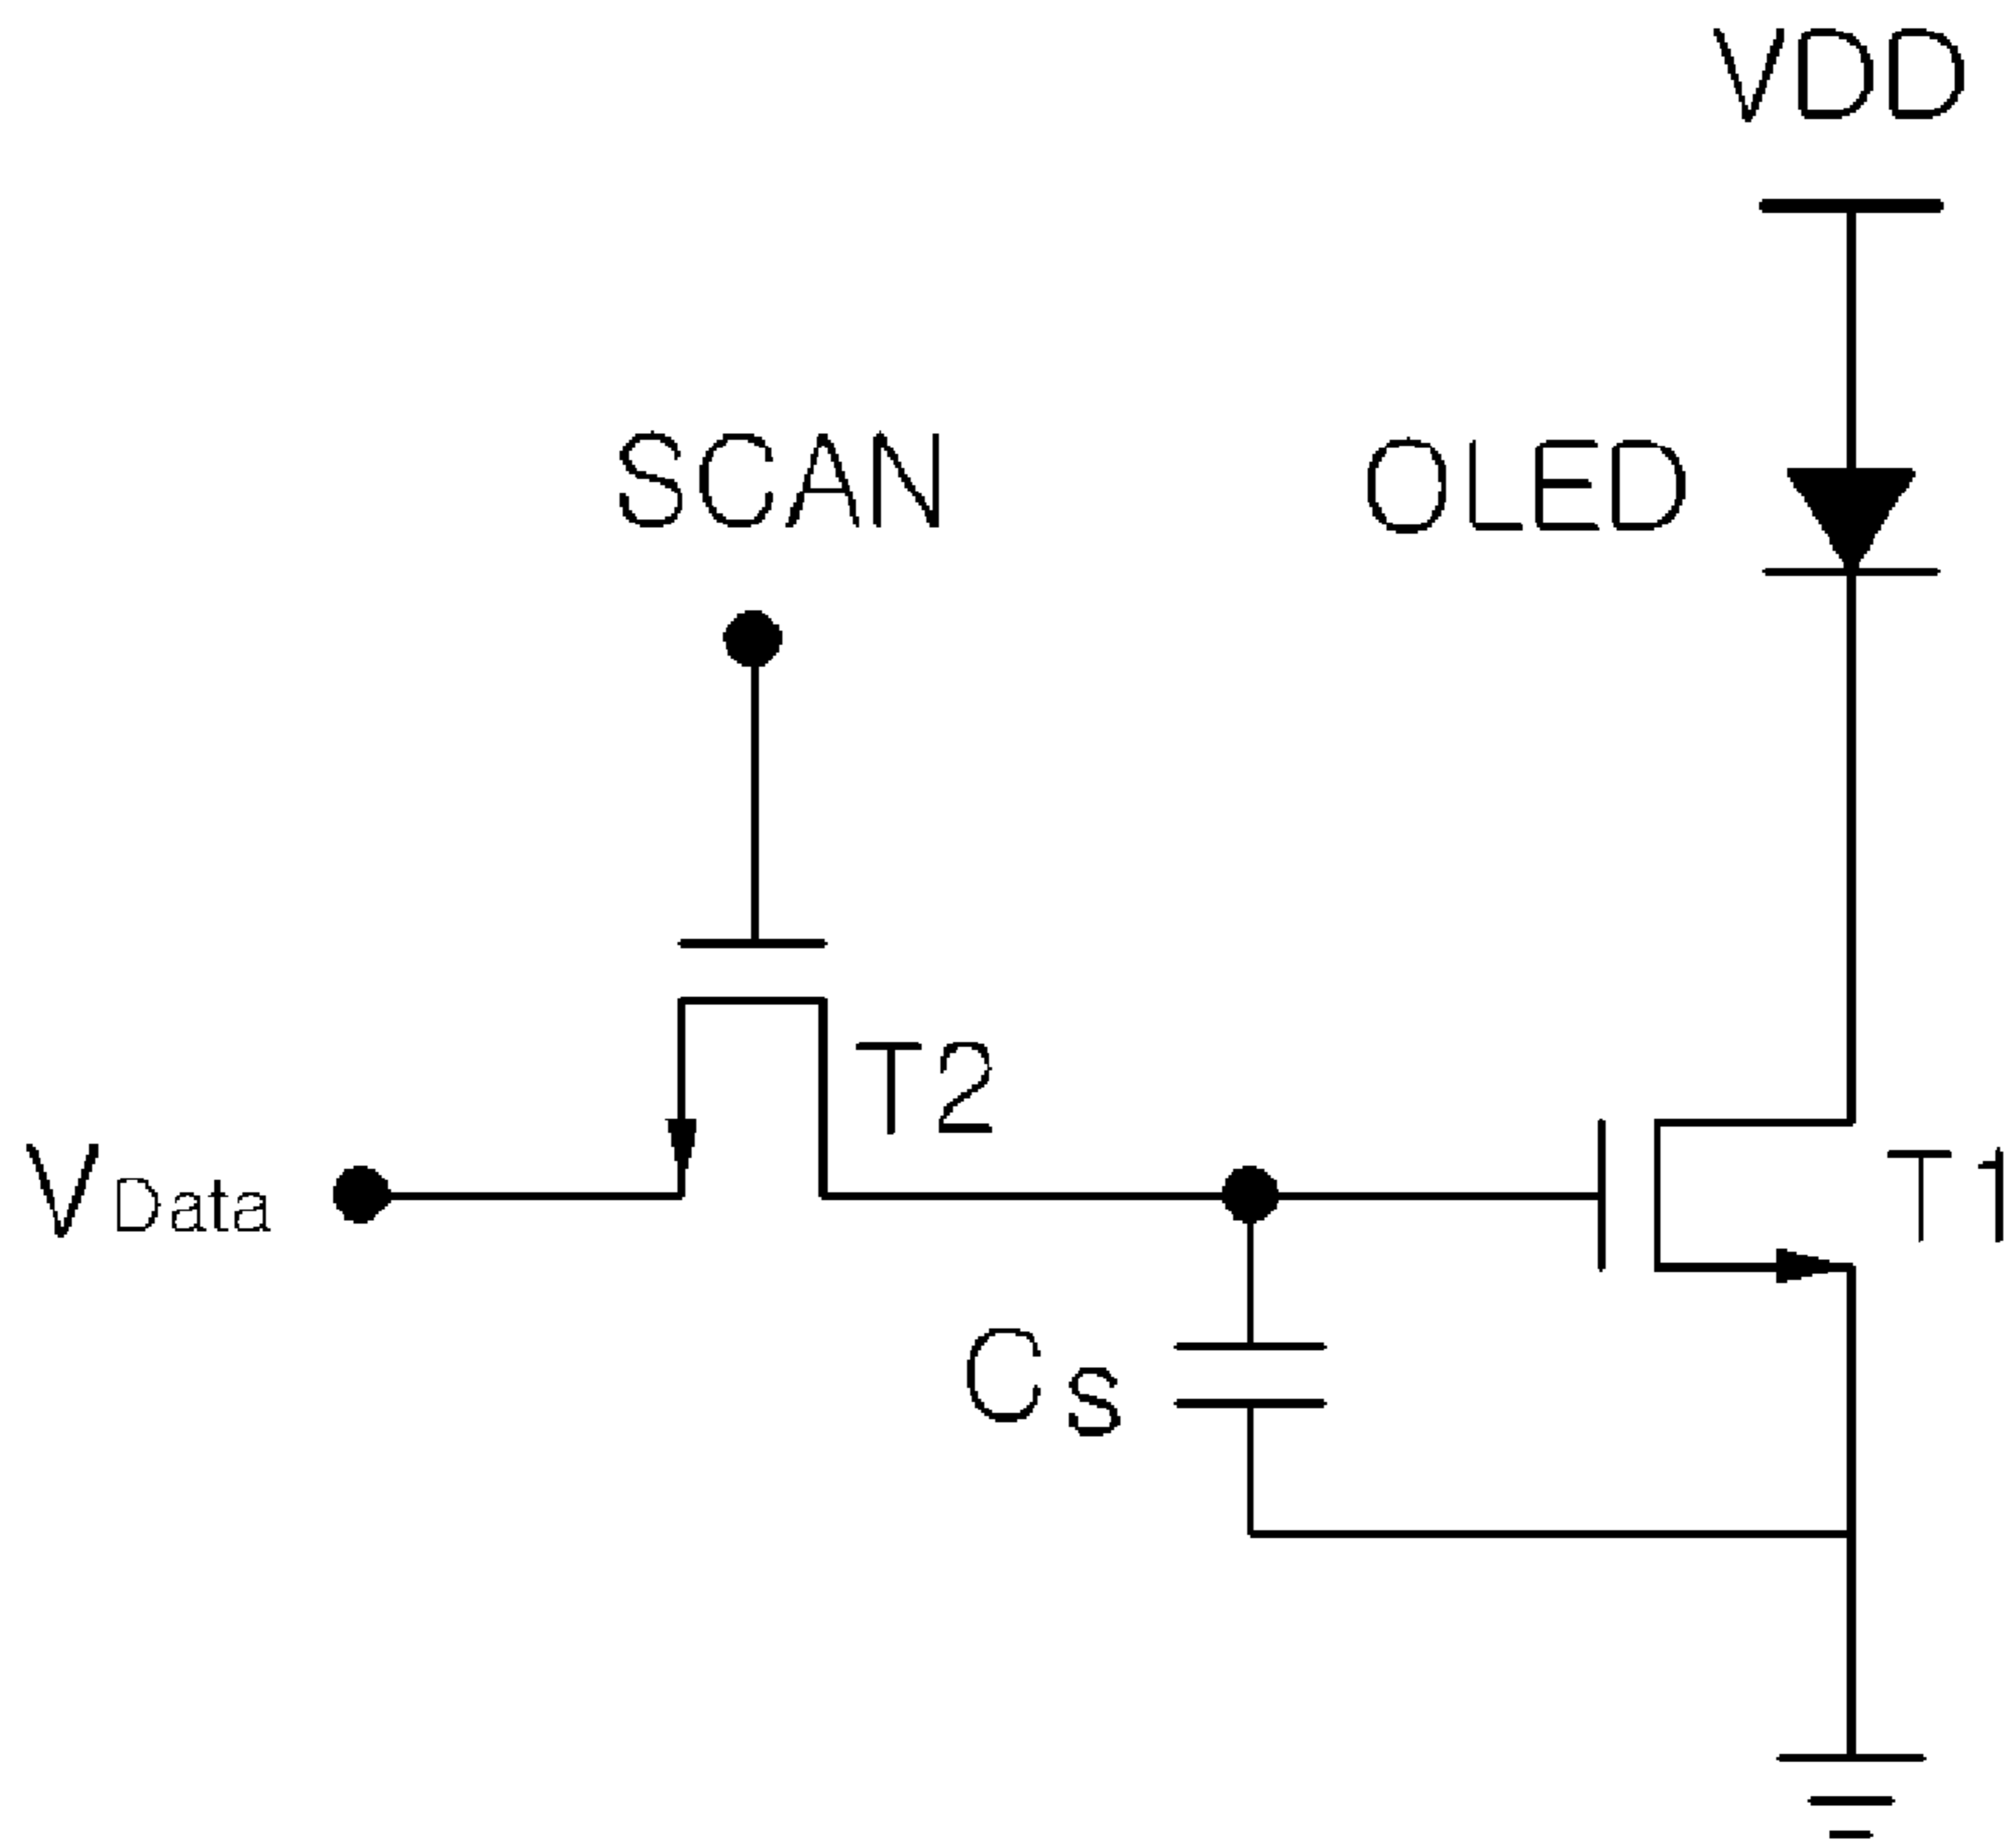 VDD
SCAN
OLED
T2
VData
T1
Cs